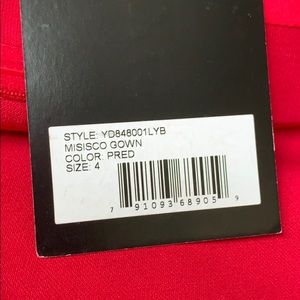 STYLE: YD848001LYB
MISISCO GOWN
COLOR: PRED
SIZE: 4
7 91093 68905 9